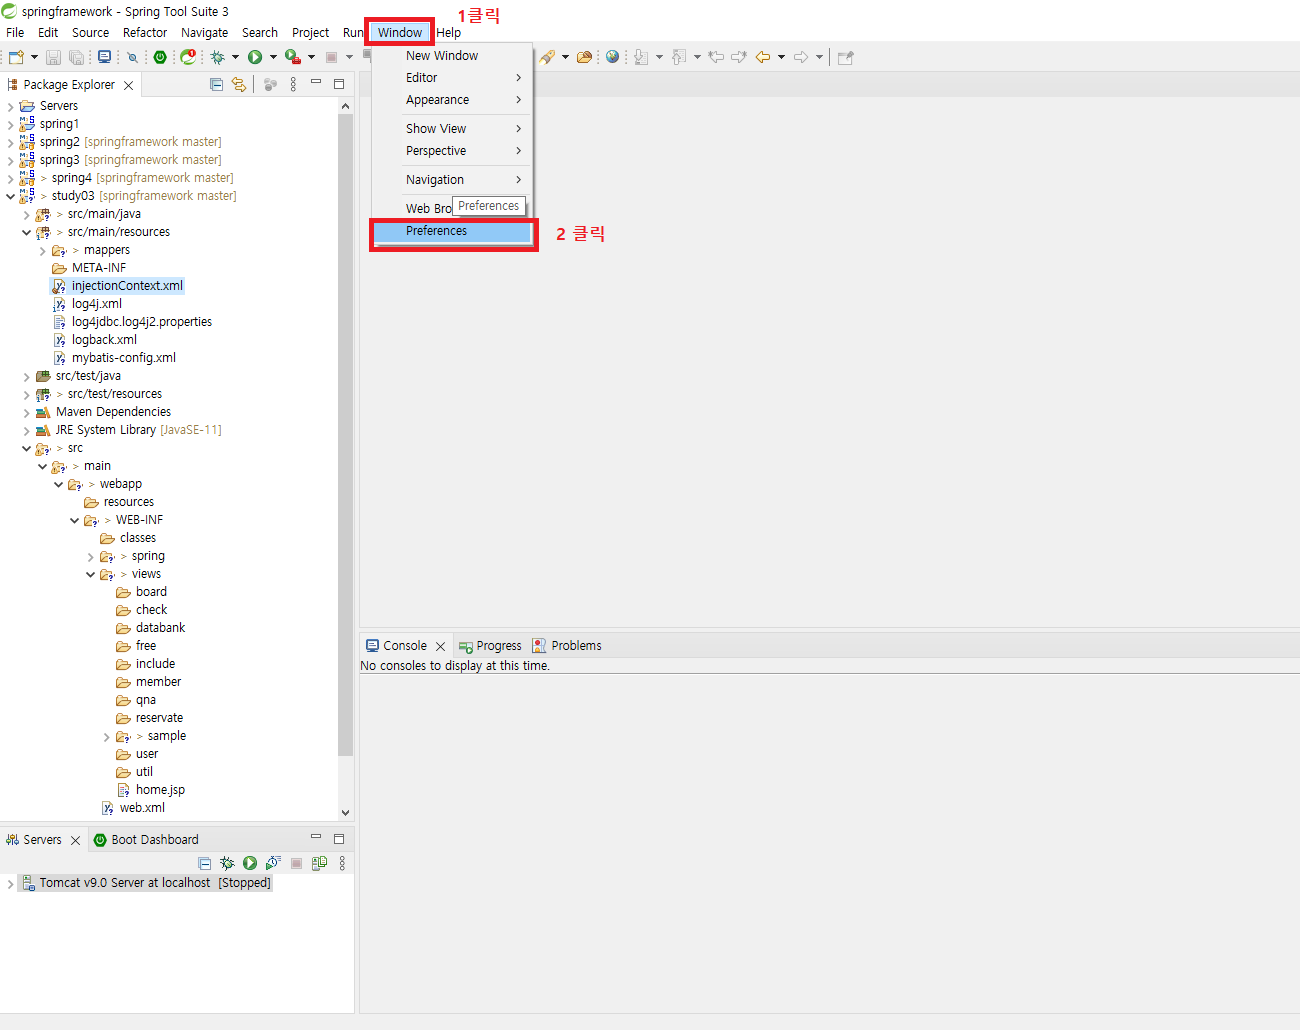 springframework - Spring Tool Suite 3
1클릭
File Edit Source Refactor Navigate Search Project Run Window Help
New Window
Editor
Appearance
Show View
Perspective
Navigation
Web Bro
Preferences
Preferences
2 클릭
Package Explorer
Servers
spring1
spring2 [springframework master]
spring3 [springframework master]
> spring4 [springframework master]
> study03 [springframework master]
> src/main/java
> src/main/resources
> mappers
META-INF
injectionContext.xml
log4j.xml
log4jdbc.log4j2.properties
logback.xml
mybatis-config.xml
src/test/java
> src/test/resources
Maven Dependencies
JRE System Library [JavaSE-11]
> src
> main
> webapp
resources
> WEB-INF
classes
> spring
> views
board
check
databank
free
include
member
qna
reservate
> sample
user
util
home.jsp
web.xml
Console Progress Problems
No consoles to display at this time.
Servers Boot Dashboard
Tomcat v9.0 Server at localhost [Stopped]